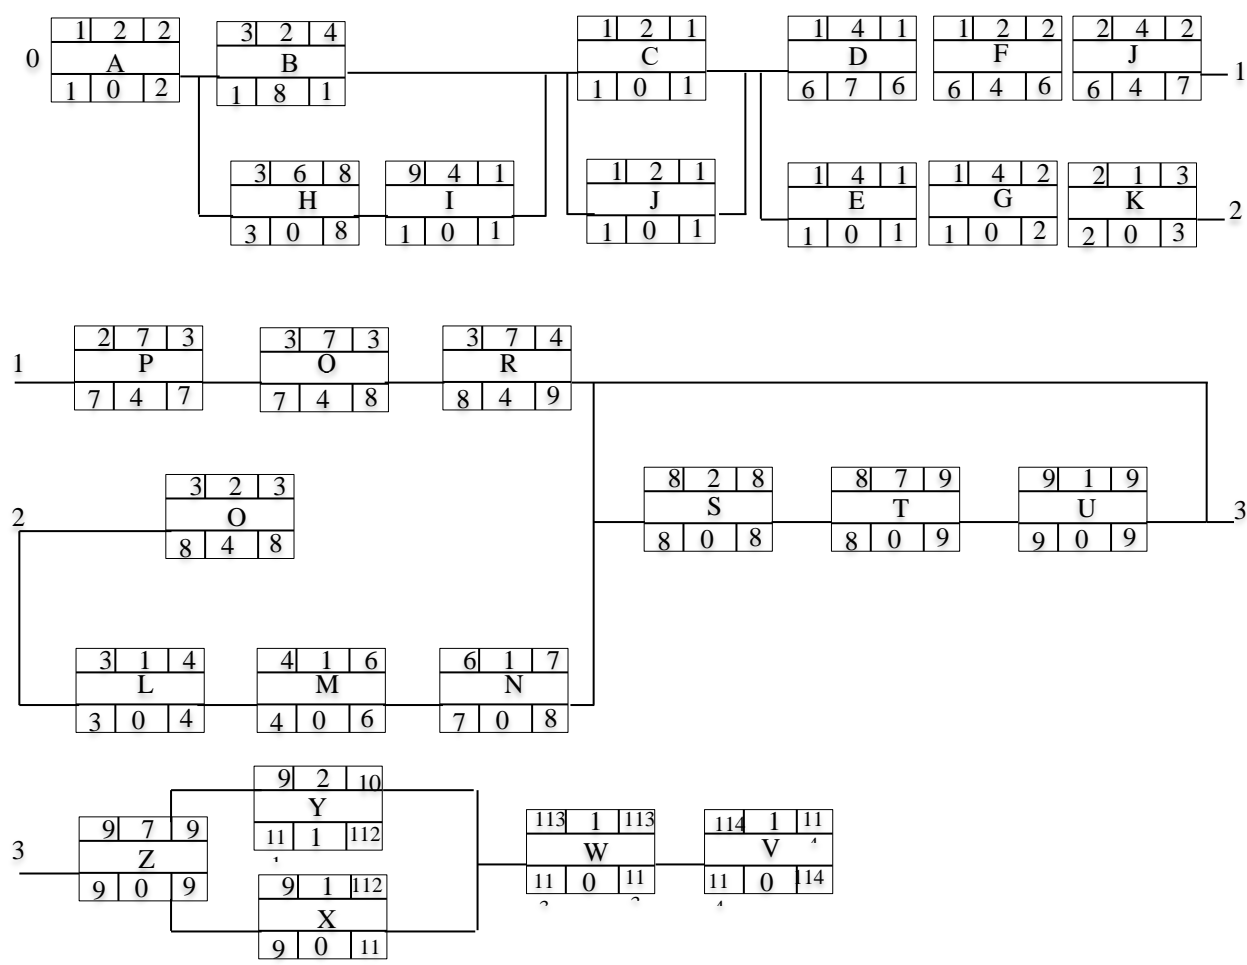 1 2 2 3 2 4 1 2 1 1 4 1 1 2 2 2 4 2
0 A B C D F J 1
1 0 2 1 8 1 1 0 1 6 7 6 6 4 6 6 4 7
3 6 8 9 4 1 1 2 1 1 4 1 1 4 2 2 1 3
H I J E G K 2
3 0 8 1 0 1 1 0 1 1 0 1 1 0 2 2 0 3
2 7 3 3 7 3 3 7 4
1 P O R
7 4 7 7 4 8 8 4 9
3 2 3 8 2 8 8 7 9 9 1 9
2 O S T U 3
8 4 8 8 0 8 8 0 9 9 0 9
3 1 4 4 1 6 6 1 7
L M N
3 0 4 4 0 6 7 0 8
9 2 10
Y
11 1 112
9 7 9
3 Z
9 0 9
113 1 113 114 1 11
W V
11 0 11 11 0 114
9 1 112
X
9 0 11